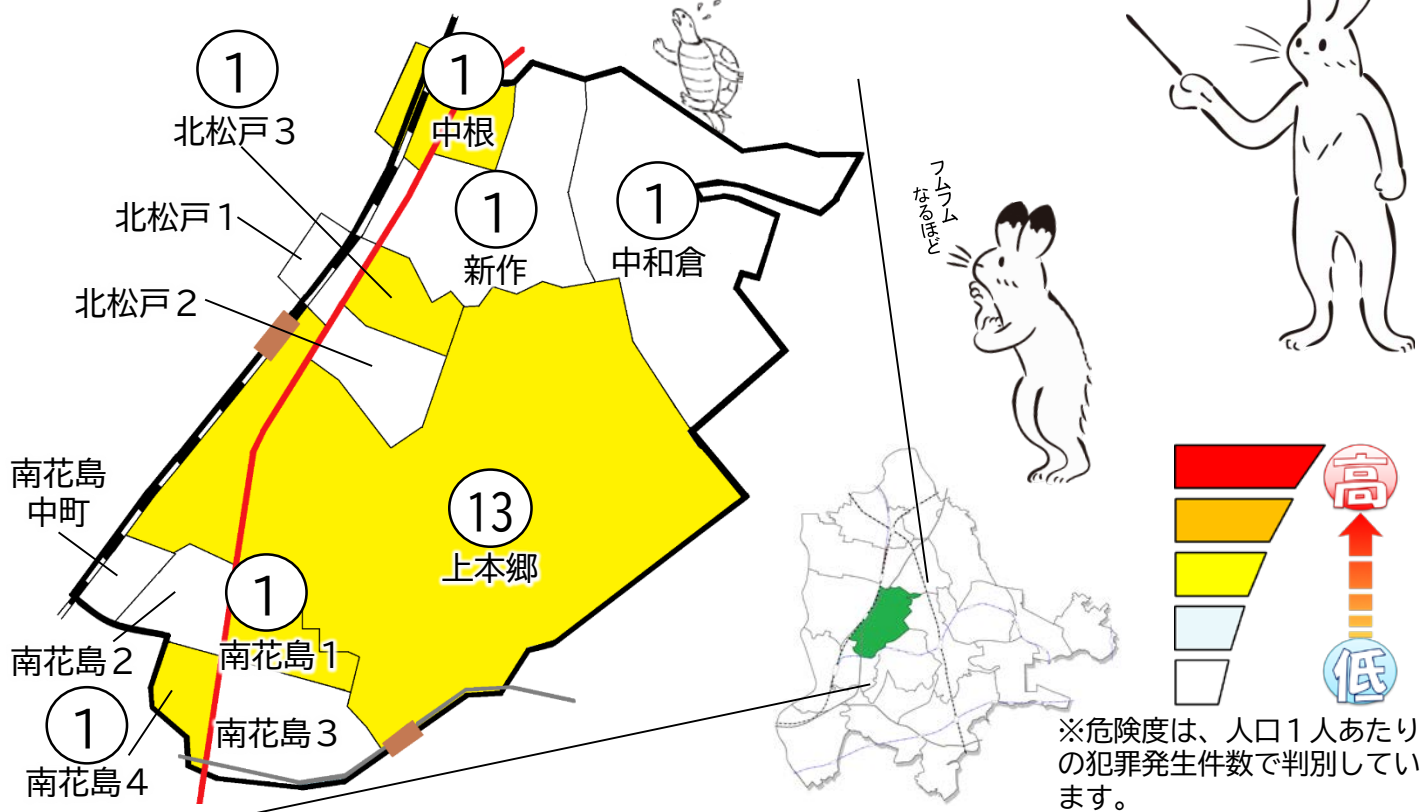 1
北松戸３
1
中根
北松戸１
1
新作
1
中和倉
北松戸２
フムフム
なるほど
南花島
中町
13
上本郷
1
南花島１
南花島２
1
南花島４
南花島３
高
低
※危険度は、人口１人あたり
の犯罪発生件数で判別してい
ます。